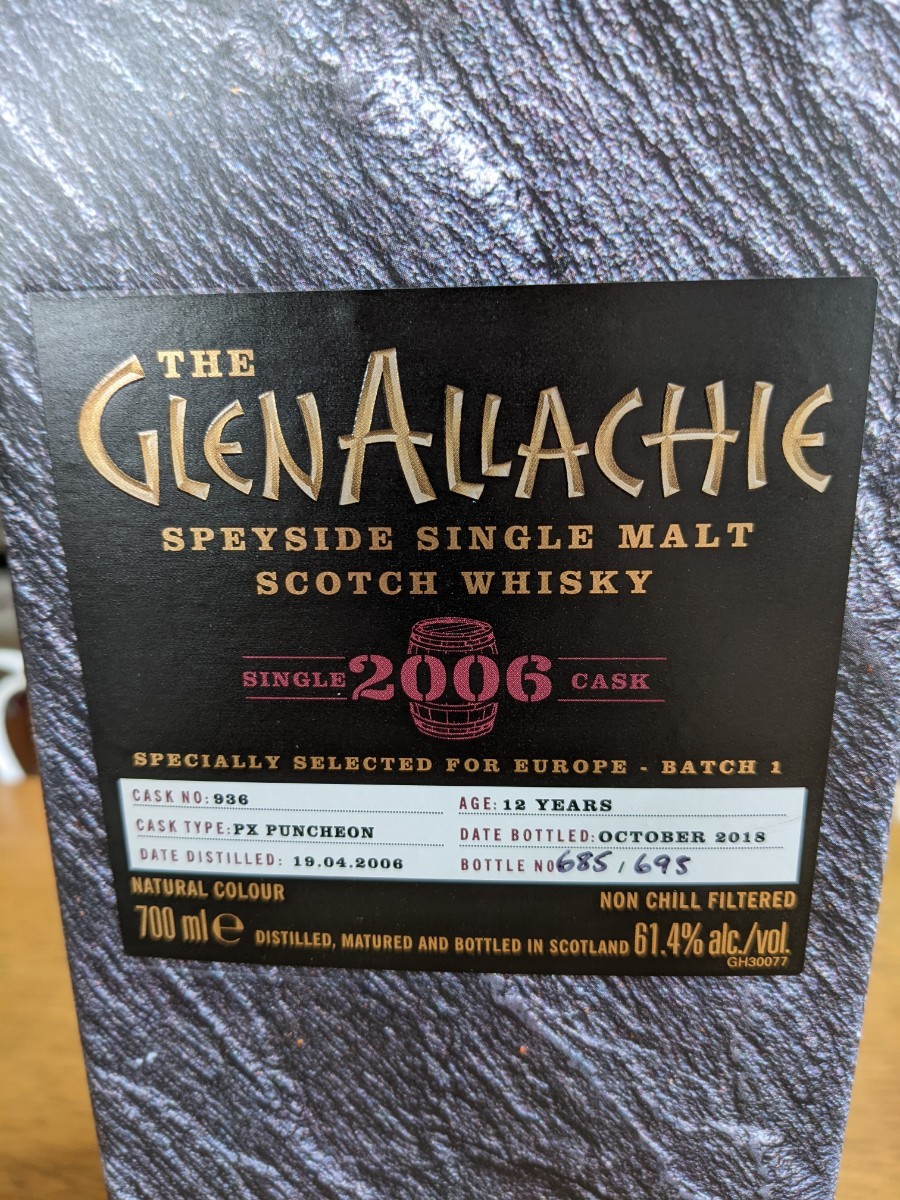 THE
GLENALLACHIE
SPEYSIDE SINGLE MALT
SCOTCH WHISKY
SINGLE 2006 CASK
SPECIALLY SELECTED FOR EUROPE - BATCH 1
CASK NO: 936
AGE: 12 YEARS
CASK TYPE: PX PUNCHEON
DATE BOTTLED: OCTOBER 2018
DATE DISTILLED: 19.04.2006
BOTTLE NO 685 / 695
NATURAL COLOUR
NON CHILL FILTERED
700 ml e DISTILLED, MATURED AND BOTTLED IN SCOTLAND 61.4% alc./vol.
GH30077